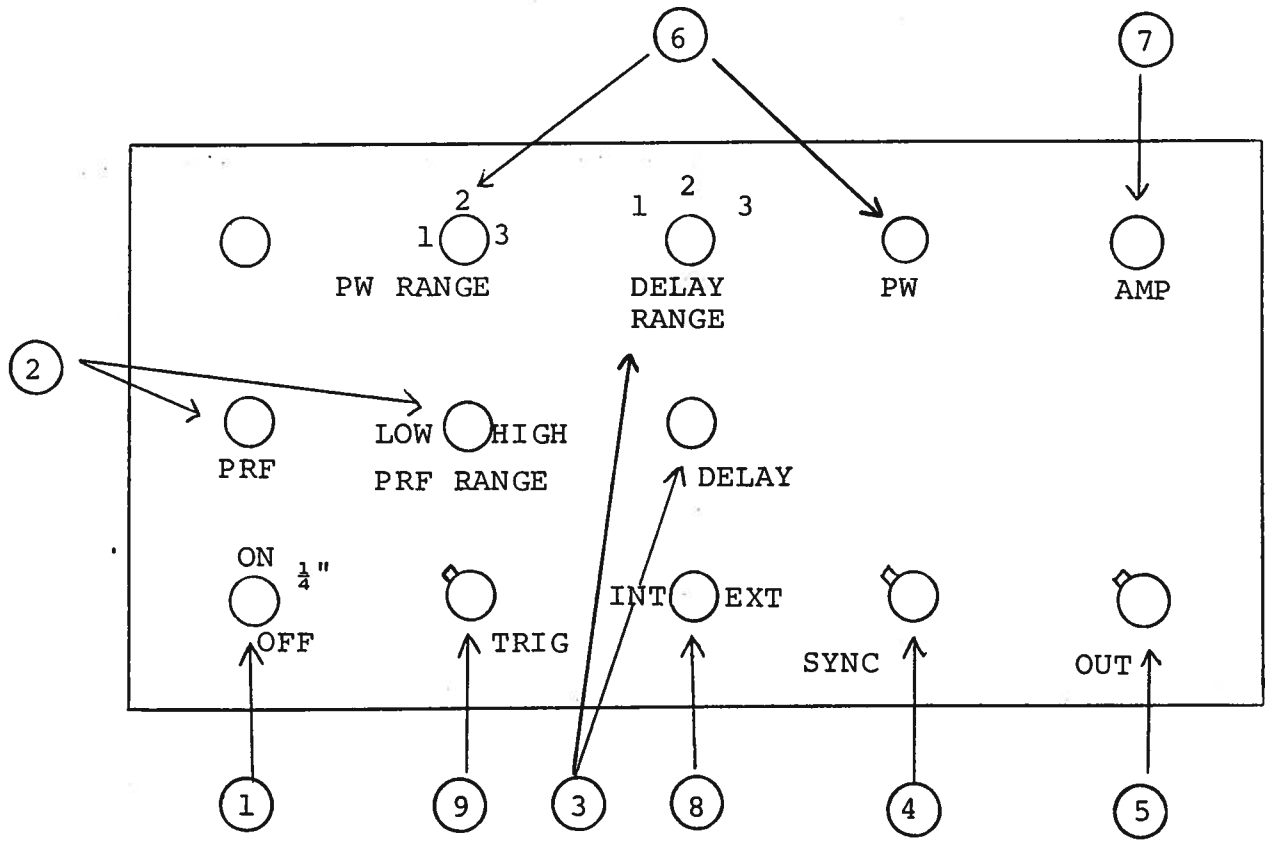 6
7
2
1 3
2
1 3
PW RANGE
DELAY
RANGE
PW
AMP
2
LOW HIGH
PRF
PRF RANGE
DELAY
ON ¼"
OFF
TRIG
INT EXT
SYNC
OUT
1
9
3
8
4
5